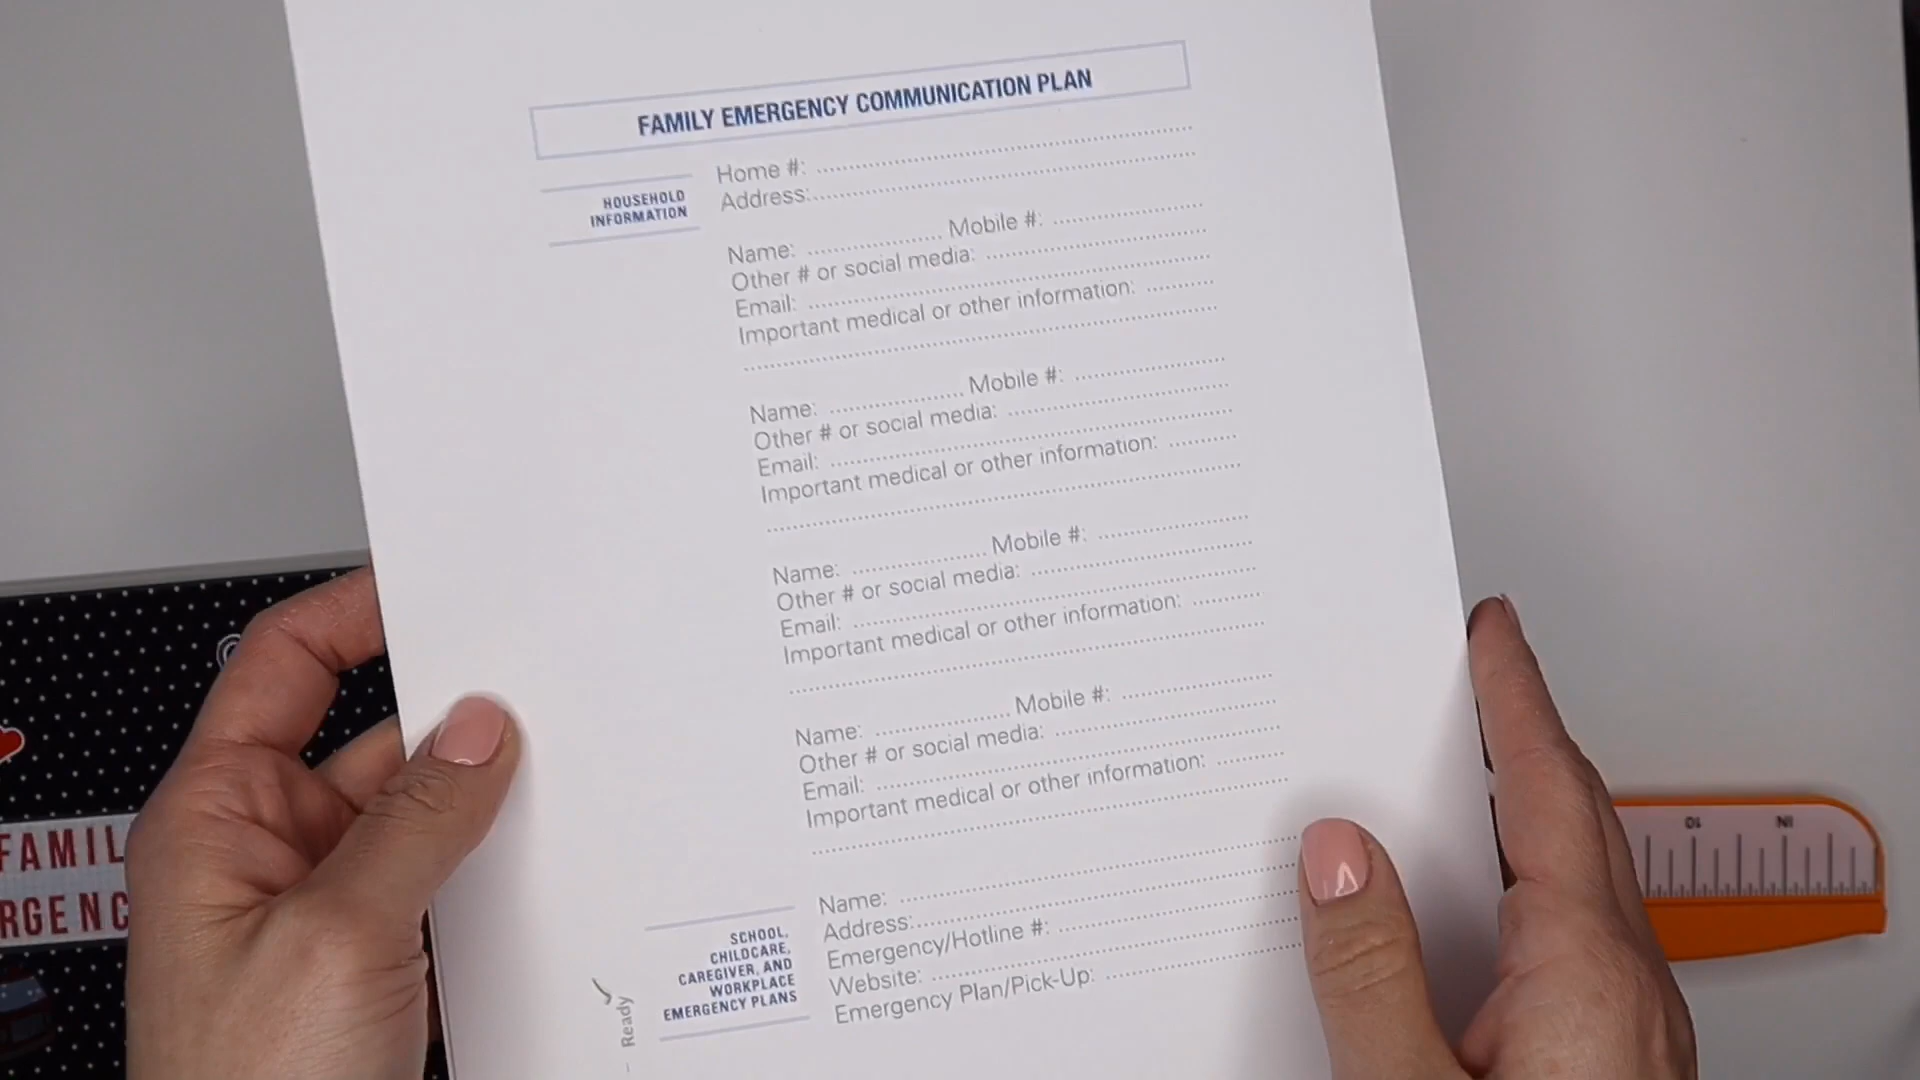 FAMILY EMERGENCY COMMUNICATION PLAN
HOUSEHOLD
INFORMATION
Home #:
Address:
Name: Mobile #:
Other # or social media:
Email:
Important medical or other information:
Name: Mobile #:
Other # or social media:
Email:
Important medical or other information:
Name: Mobile #:
Other # or social media:
Email:
Important medical or other information:
Name: Mobile #:
Other # or social media:
Email:
Important medical or other information:
SCHOOL,
CHILDCARE,
CAREGIVER, AND
WORKPLACE
EMERGENCY PLANS
Name:
Address:
Emergency/Hotline #:
Website:
Emergency Plan/Pick-Up:
Ready
FAMIL
RGENC
10
IN